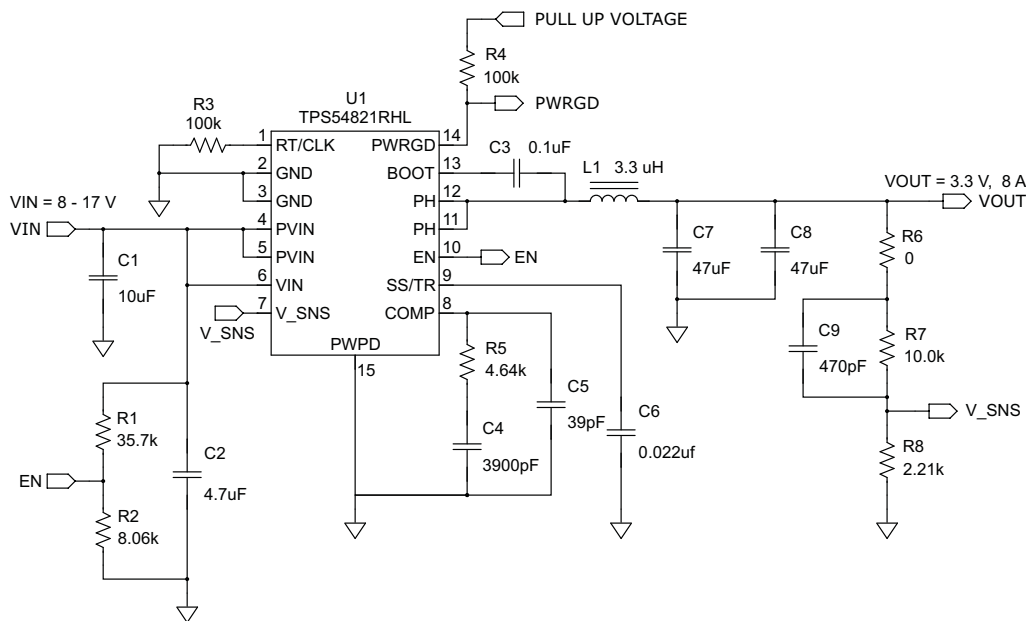 PULL UP VOLTAGE
R4
100k
PWRGD
U1
TPS54821RHL
R3
100k
1 RT/CLK PWRGD 14
2 GND BOOT 13
3 GND PH 12
4 PVIN PH 11
5 PVIN EN 10
6 VIN SS/TR 9
7 V_SNS COMP 8
PWPD
15
C3 0.1uF
L1 3.3 uH
VOUT = 3.3 V, 8 A
VOUT
VIN = 8 - 17 V
VIN
C1
10uF
V_SNS
EN
C7
47uF
C8
47uF
R6
0
C9
470pF
R7
10.0k
V_SNS
R8
2.21k
R5
4.64k
C4
3900pF
C5
39pF
C6
0.022uf
R1
35.7k
EN
R2
8.06k
C2
4.7uF